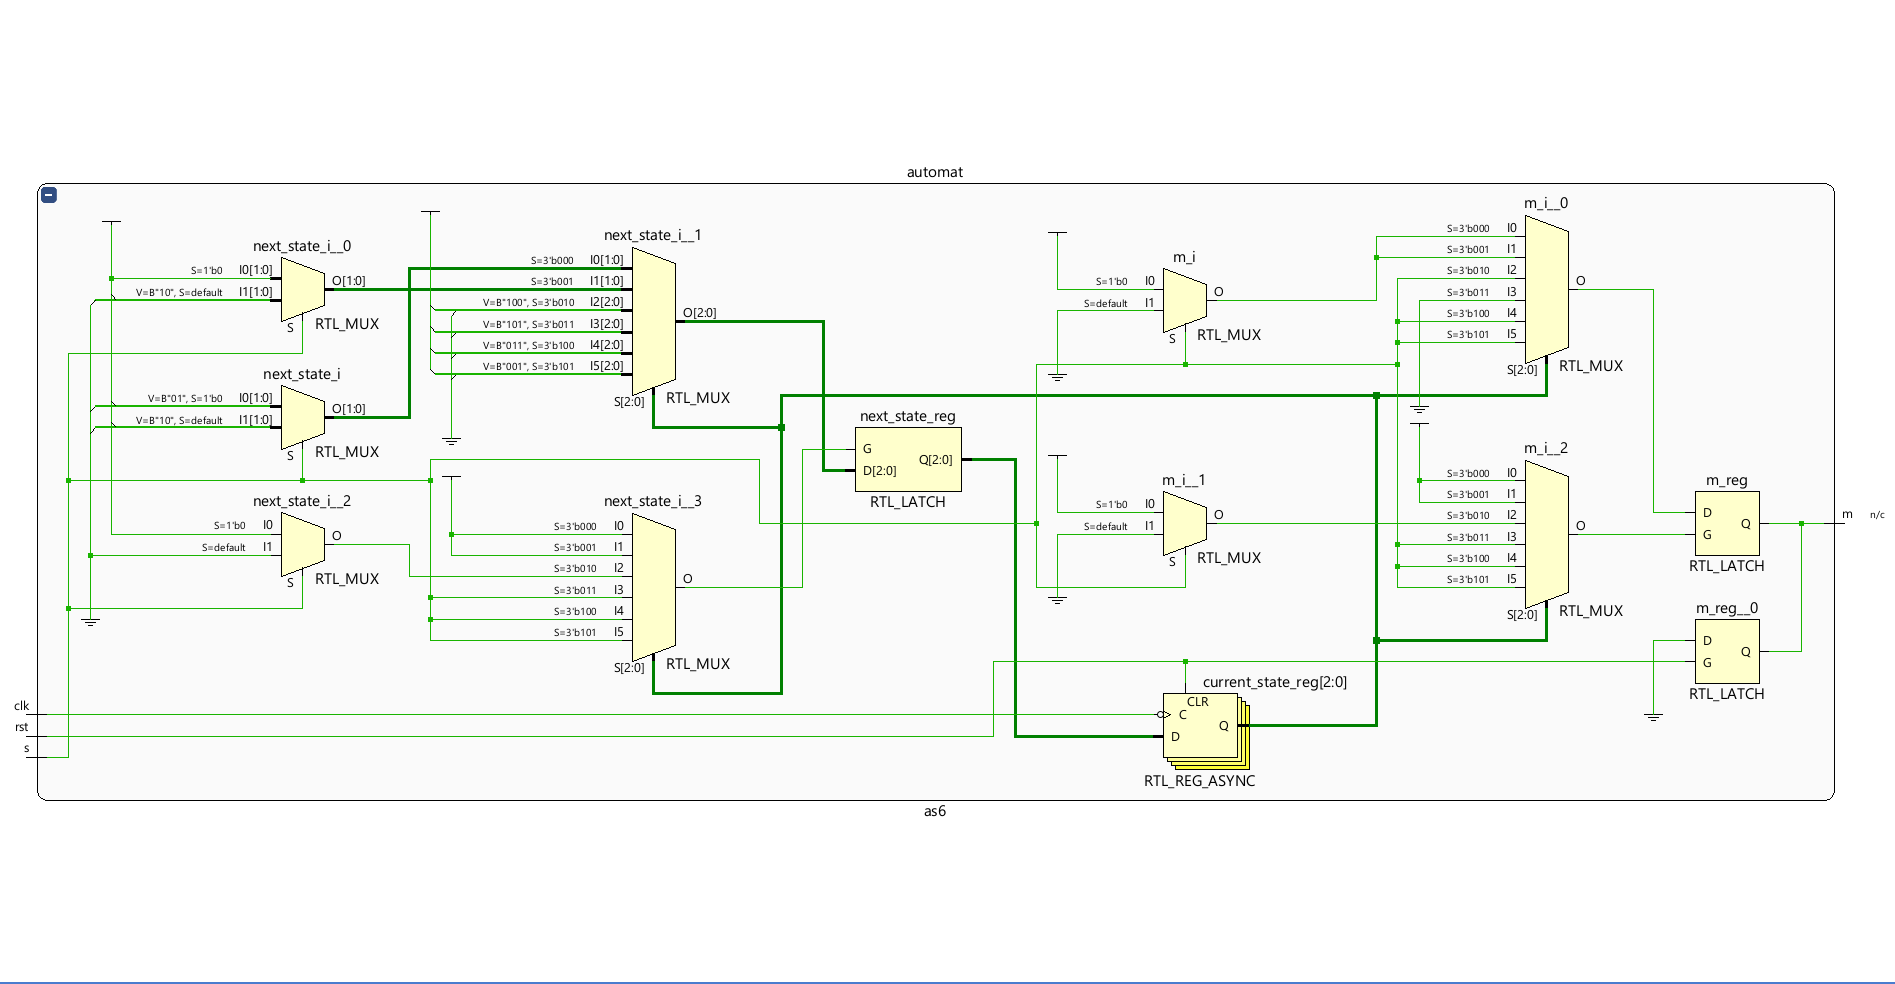 automat
next_state_i__0
S=1'b0 I0[1:0]
V=B"10", S=default I1[1:0]
O[1:0]
S
RTL_MUX
next_state_i
V=B"01", S=1'b0 I0[1:0]
V=B"10", S=default I1[1:0]
O[1:0]
S
RTL_MUX
next_state_i__2
S=1'b0 I0
S=default I1
O
S
RTL_MUX
next_state_i__1
S=3'b000 I0[1:0]
S=3'b001 I1[1:0]
V=B"100", S=3'b010 I2[2:0]
V=B"101", S=3'b011 I3[2:0]
V=B"011", S=3'b100 I4[2:0]
V=B"001", S=3'b101 I5[2:0]
O[2:0]
S[2:0]
RTL_MUX
next_state_i__3
S=3'b000 I0
S=3'b001 I1
S=3'b010 I2
S=3'b011 I3
S=3'b100 I4
S=3'b101 I5
O
S[2:0]
RTL_MUX
next_state_reg
G
D[2:0]
Q[2:0]
RTL_LATCH
m_i
S=1'b0 I0
S=default I1
O
S
RTL_MUX
m_i__1
S=1'b0 I0
S=default I1
O
S
RTL_MUX
current_state_reg[2:0]
CLR
C
D
Q
RTL_REG_ASYNC
m_i__0
S=3'b000 I0
S=3'b001 I1
S=3'b010 I2
S=3'b011 I3
S=3'b100 I4
S=3'b101 I5
O
S[2:0]
RTL_MUX
m_i__2
S=3'b000 I0
S=3'b001 I1
S=3'b010 I2
S=3'b011 I3
S=3'b100 I4
S=3'b101 I5
O
S[2:0]
RTL_MUX
m_reg
D
G
Q
RTL_LATCH
m_reg__0
D
G
Q
RTL_LATCH
m n/c
clk
rst
s
as6